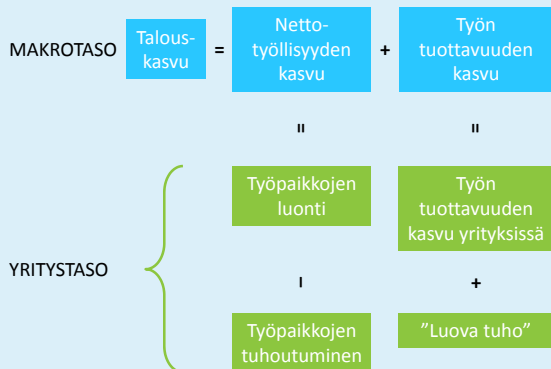 MAKROTASO
Talous-
kasvu
=
Netto-
työllisyyden
kasvu
+
Työn
tuottavuuden
kasvu
=
=
Työpaikkojen
luonti
Työn
tuottavuuden
kasvu yrityksissä
YRITYSTASO
–
+
Työpaikkojen
tuhoutuminen
”Luova tuho”